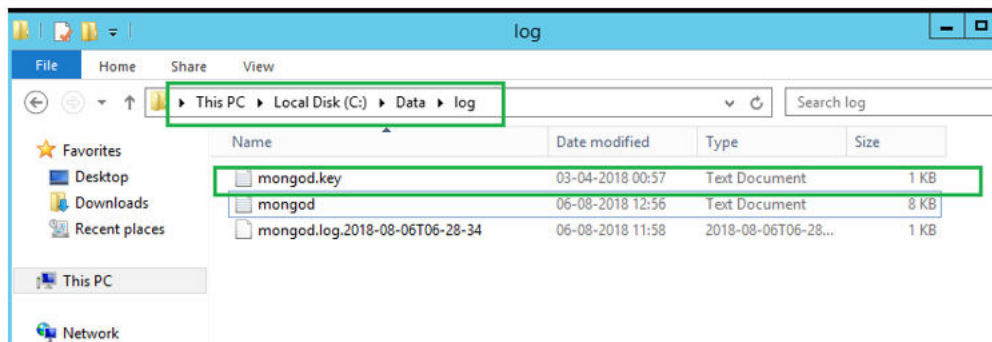 log
File Home Share View
This PC Local Disk (C:) Data log Search log
Name Date modified Type Size
Favorites
Desktop
Downloads
Recent places
This PC
Network
mongod.key 03-04-2018 00:57 Text Document 1 KB
mongod 06-08-2018 12:56 Text Document 8 KB
mongod.log.2018-08-06T06-28-34 06-08-2018 11:58 2018-08-06T06-28... 1 KB